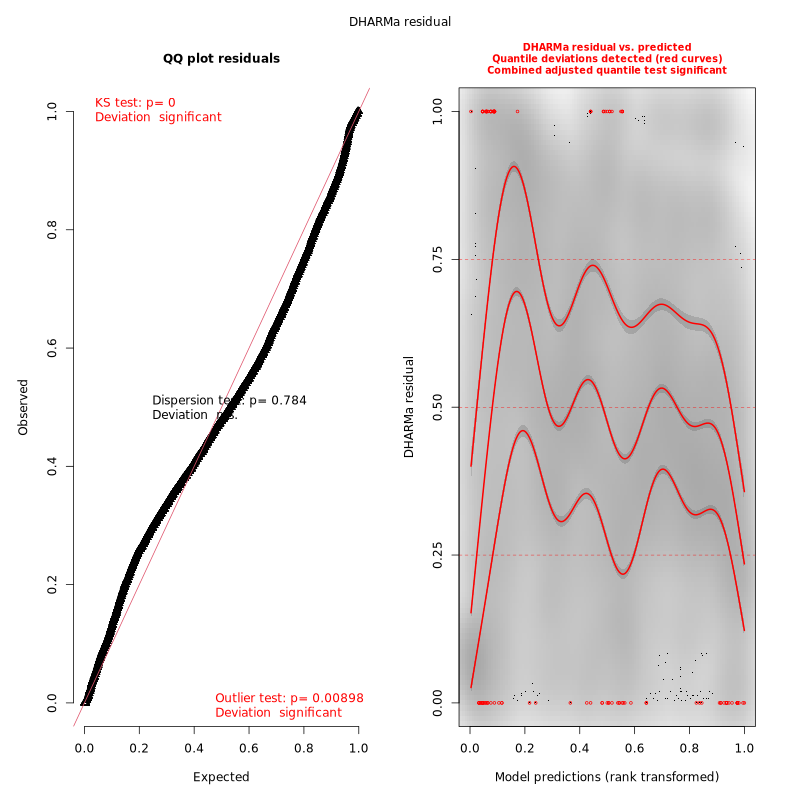 DHARMa residual
QQ plot residuals
KS test: p= 0
Deviation  significant
Dispersion test: p= 0.784
Deviation  n.s.
Outlier test: p= 0.00898
Deviation  significant
Observed
0.0
0.2
0.4
0.6
0.8
1.0
0.0
0.2
0.4
0.6
0.8
1.0
Expected
DHARMa residual vs. predicted
Quantile deviations detected (red curves)
Combined adjusted quantile test significant
DHARMa residual
0.00
0.25
0.50
0.75
1.00
0.0
0.2
0.4
0.6
0.8
1.0
Model predictions (rank transformed)